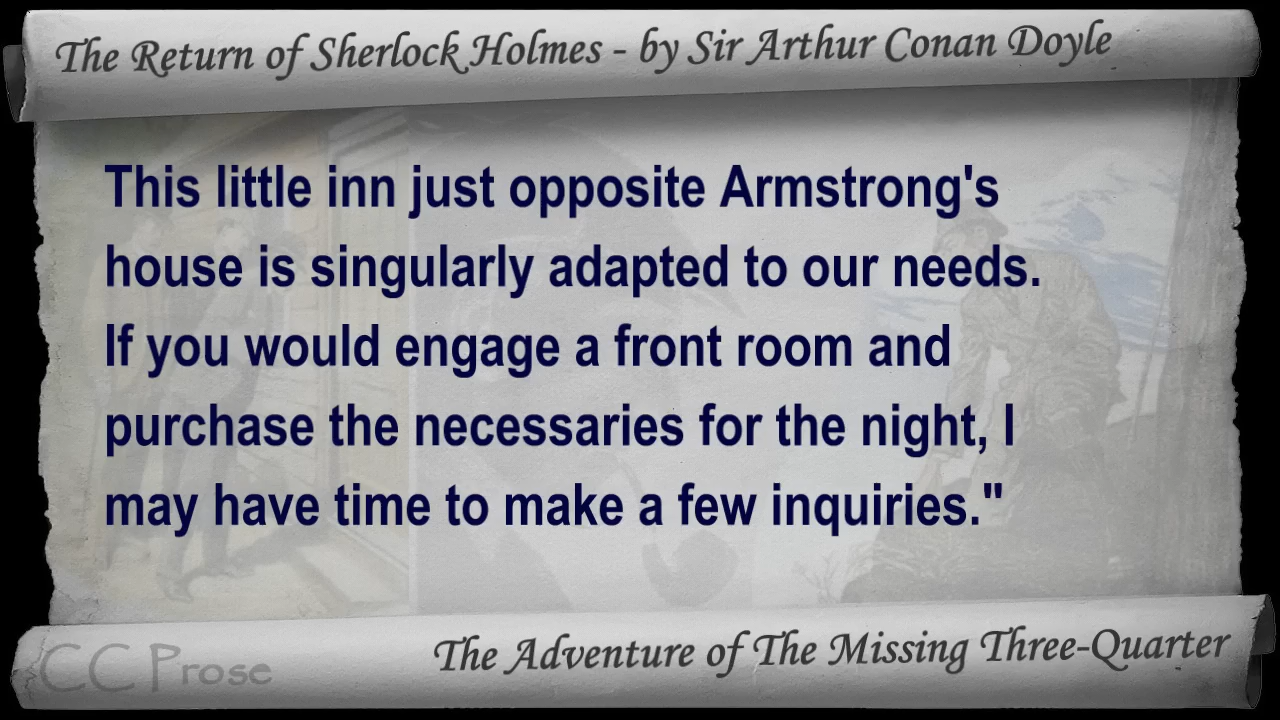 The Return of Sherlock Holmes - by Sir Arthur Conan Doyle
This little inn just opposite Armstrong's
house is singularly adapted to our needs.
If you would engage a front room and
purchase the necessaries for the night, I
may have time to make a few inquiries."
The Adventure of The Missing Three-Quarter
CC Prose